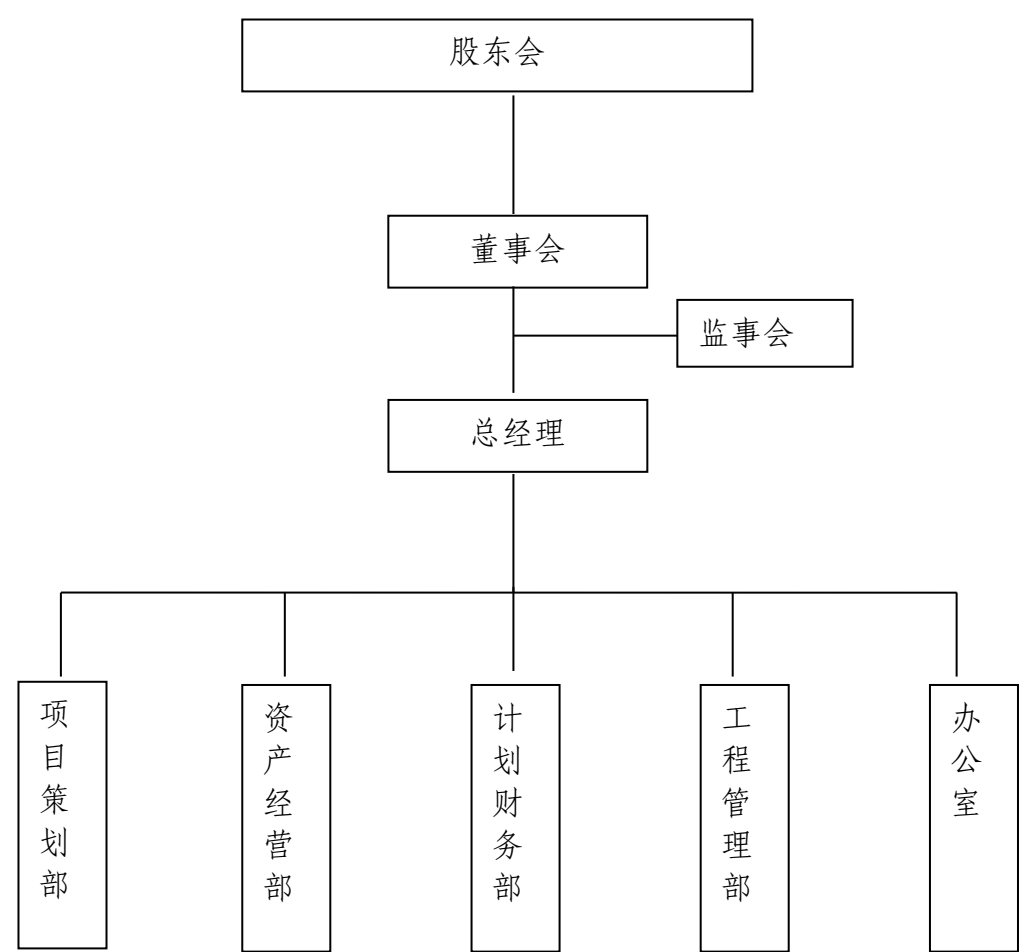 股东会
董事会
监事会
总经理
项目策划部
资产经营部
计划财务部
工程管理部
办公室